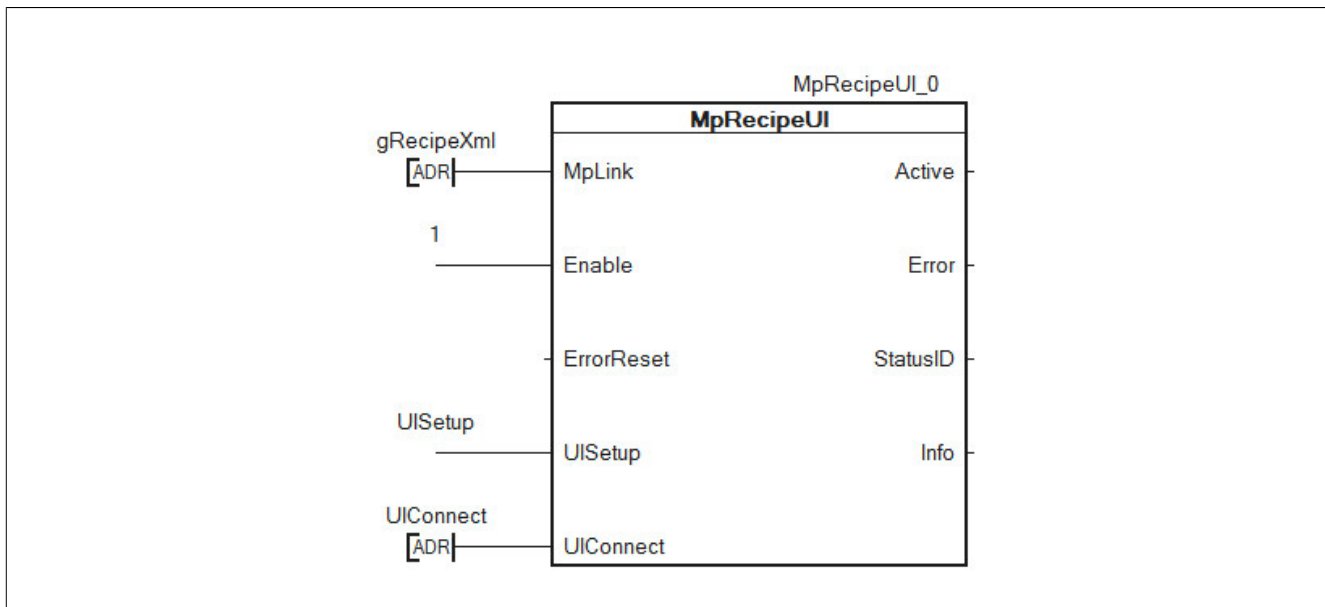 MpRecipeUI_0
MpRecipeUI
gRecipeXml
ADR MpLink Active
1
Enable Error
ErrorReset StatusID
UISetup
UISetup Info
UIConnect
ADR UIConnect